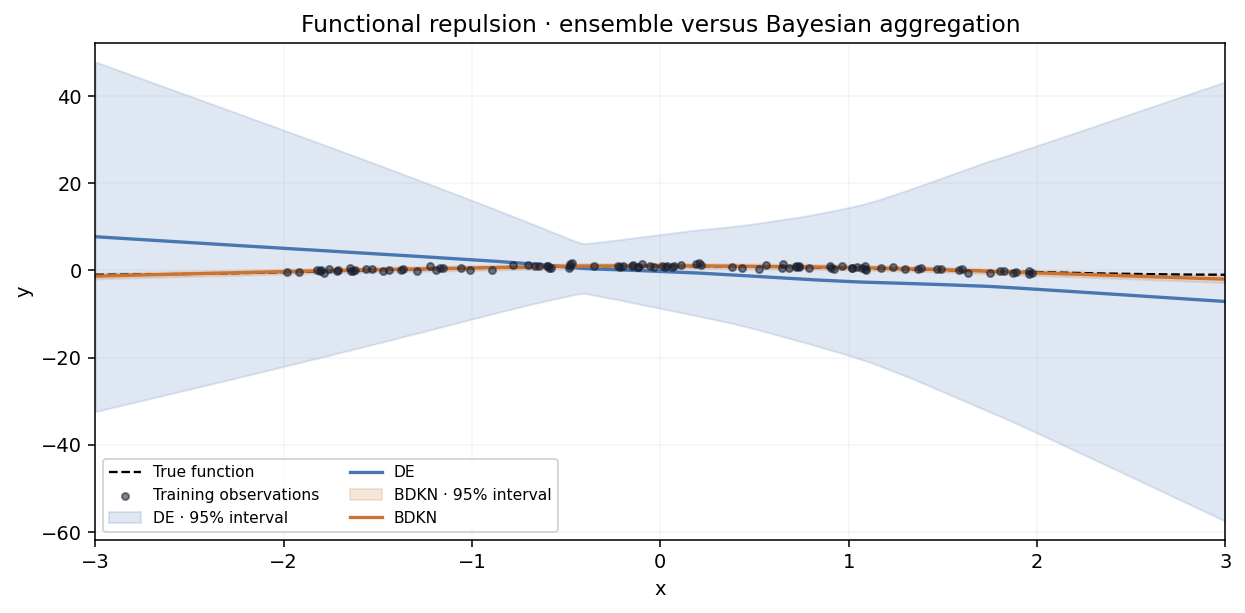 Functional repulsion · ensemble versus Bayesian aggregation
y
40
20
0
−20
−40
−60
True function
Training observations
DE · 95% interval
DE
BDKN · 95% interval
BDKN
−3
−2
−1
0
1
2
3
x